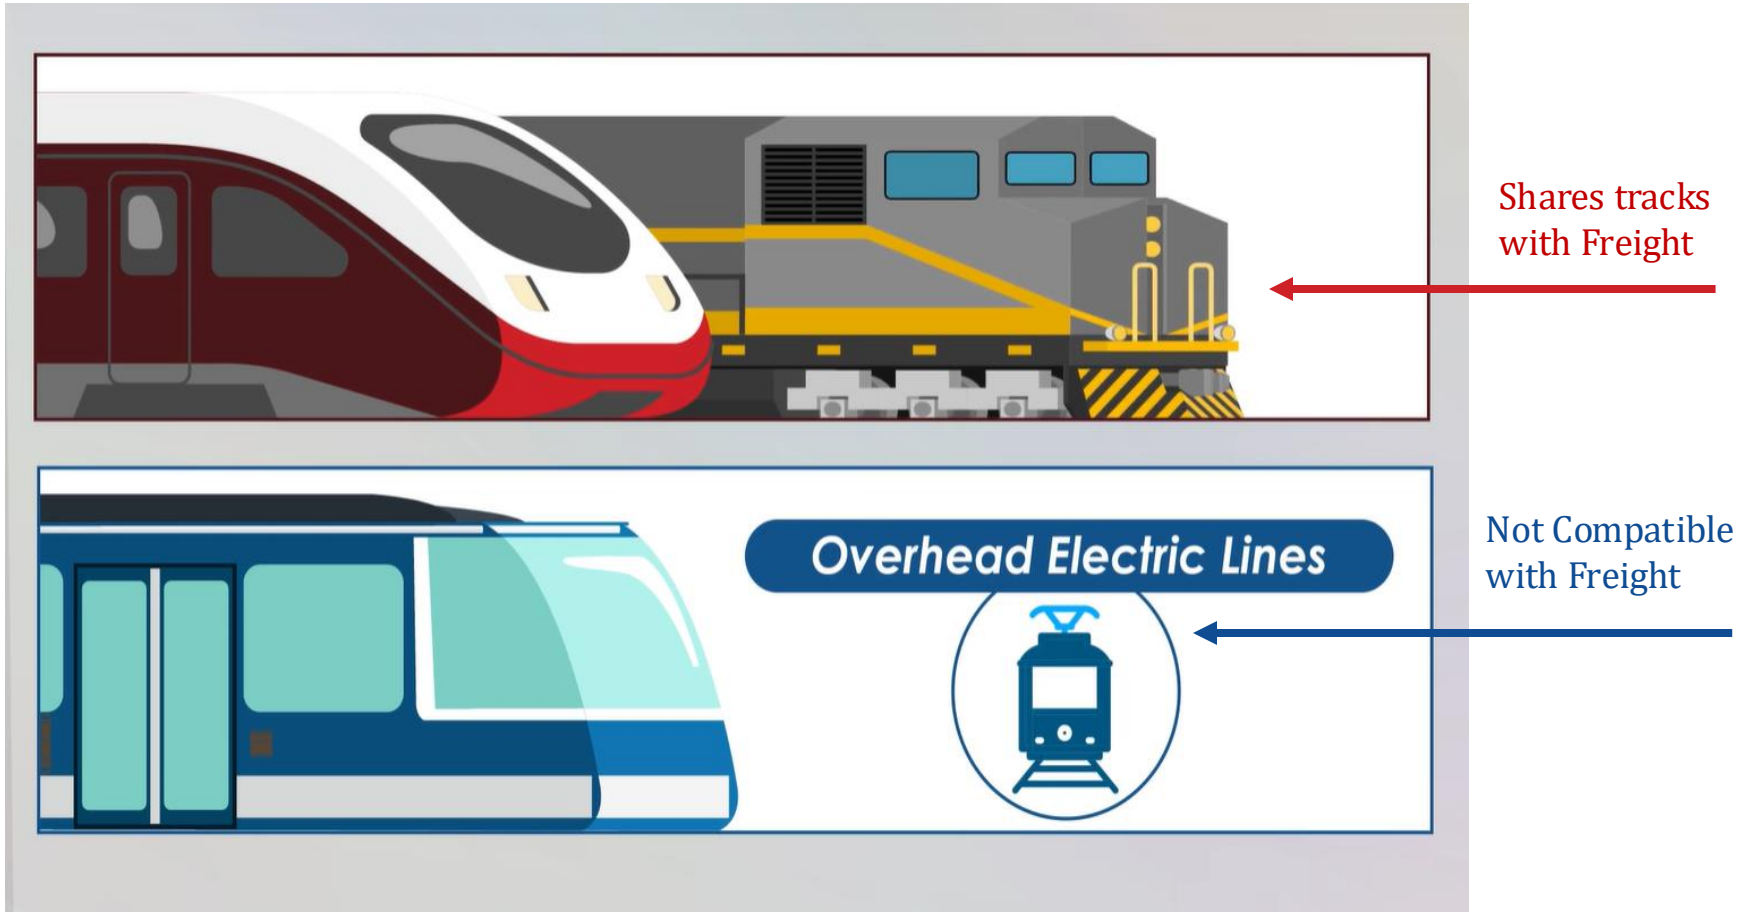 Shares tracks
with Freight
Overhead Electric Lines
Not Compatible
with Freight